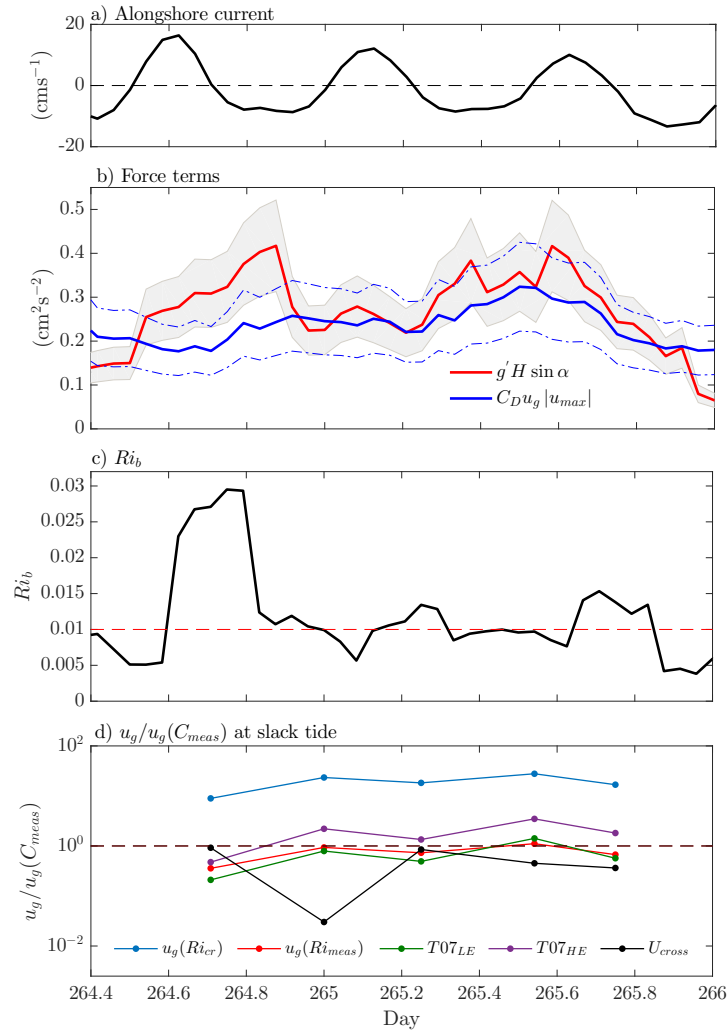 a) Alongshore current
20
0
-20
(cms⁻¹)
b) Force terms
0.5
0.4
0.3
0.2
0.1
0
(cm²s⁻²)
g′H sin α
C_D u_g |u_max|
c) Ri_b
0.03
0.025
0.02
0.015
0.01
0.005
0
Ri_b
d) u_g/u_g(C_meas) at slack tide
10²
10⁰
10⁻²
u_g/u_g(C_meas)
u_g(Ri_cr) u_g(Ri_meas) T07_LE T07_HE U_cross
264.4 264.6 264.8 265 265.2 265.4 265.6 265.8 266
Day